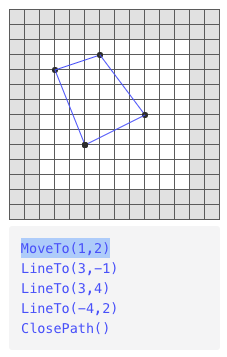 MoveTo(1,2)
LineTo(3,−1)
LineTo(3,4)
LineTo(−4,2)
ClosePath()